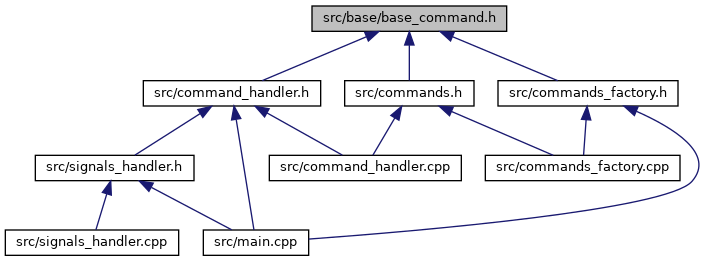 src/base/base_command.h
src/command_handler.h
src/commands.h
src/commands_factory.h
src/signals_handler.h
src/command_handler.cpp
src/commands_factory.cpp
src/signals_handler.cpp
src/main.cpp